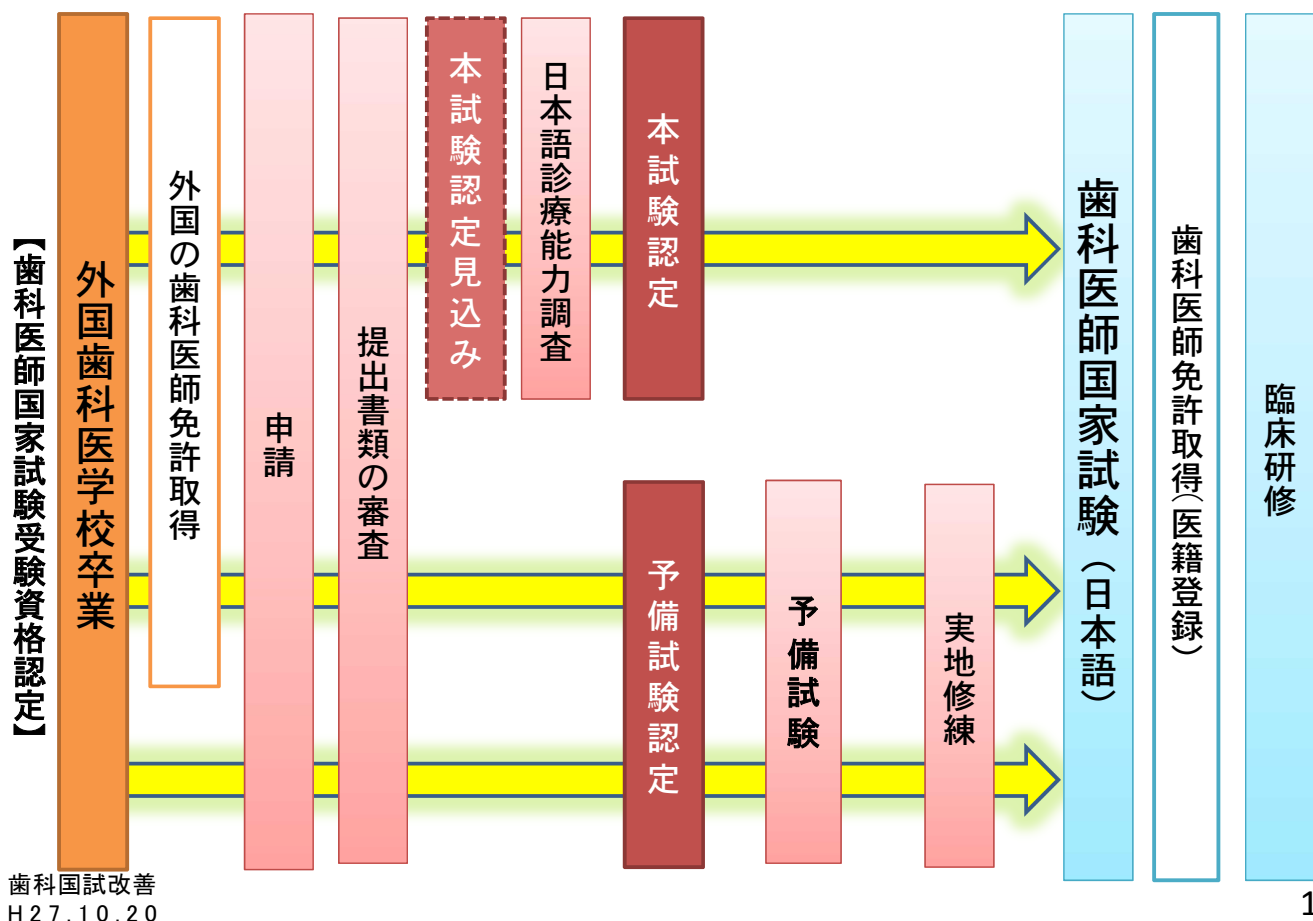 【歯科医師国家試験受験資格認定】
外国歯科医学校卒業
外国の歯科医師免許取得
申請
提出書類の審査
本試験認定見込み
日本語診療能力調査
本試験認定
予備試験認定
予備試験
実地修練
歯科医師国家試験（日本語）
歯科医師免許取得（医籍登録）
臨床研修
歯科国試改善
H27.10.20
1